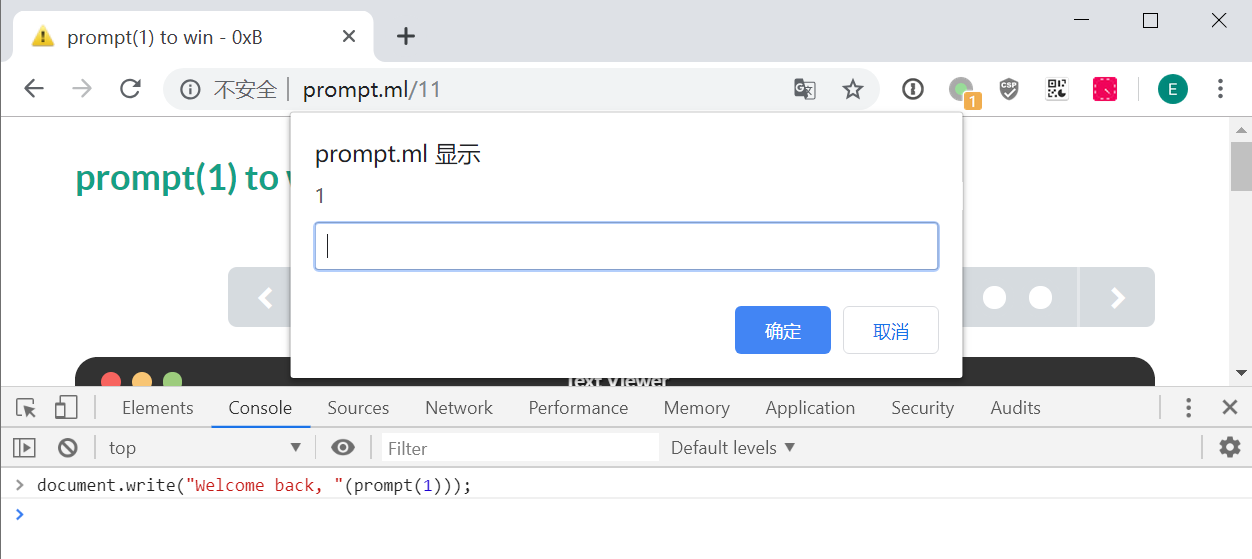 prompt(1) to win - 0xB
不安全 | prompt.ml/11
CSP
1
E
prompt(1) to w
prompt.ml 显示
1
确定 取消
Text Viewer
Elements Console Sources Network Performance Memory Application Security Audits
top Filter Default levels ▼
> document.write("Welcome back, "(prompt(1)));
>